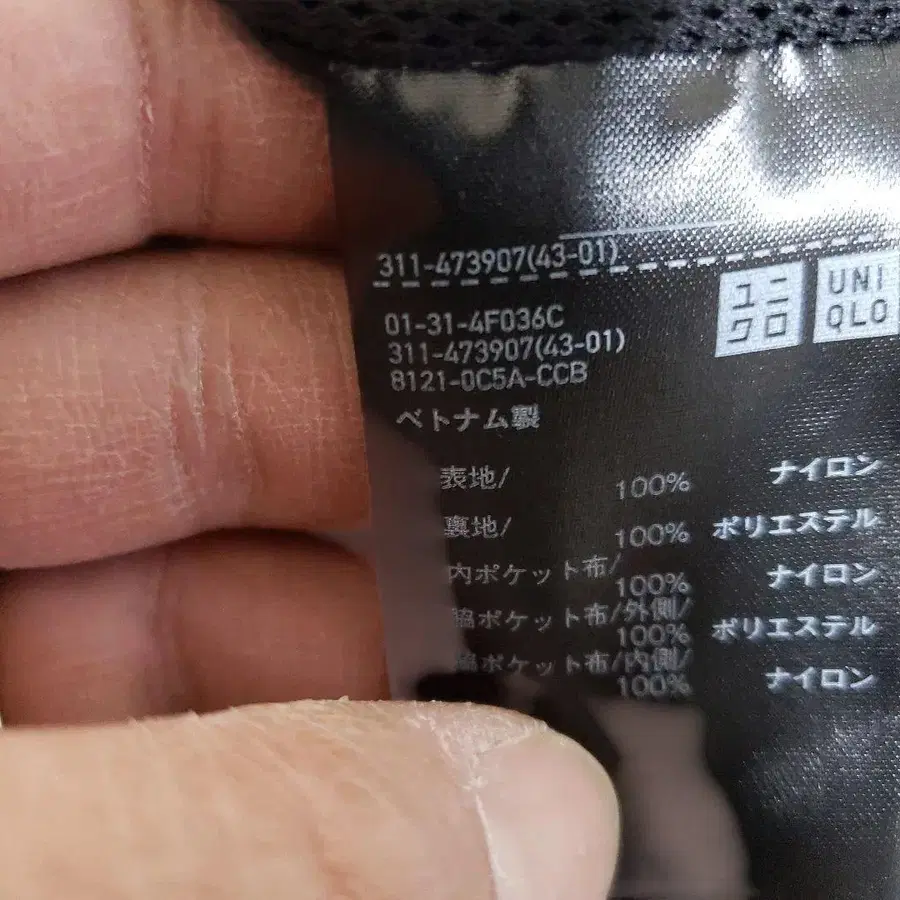 311-473907(43-01)
ユニ
クロ
UNI
QLO
01-31-4F036C
311-473907(43-01)
8121-0C5A-CCB
ベトナム製
表地/
100% ナイロン
裏地/
100% ポリエステル
内ポケット布/
100% ナイロン
脇ポケット布/外側/
100% ポリエステル
脇ポケット布/内側/
100% ナイロン